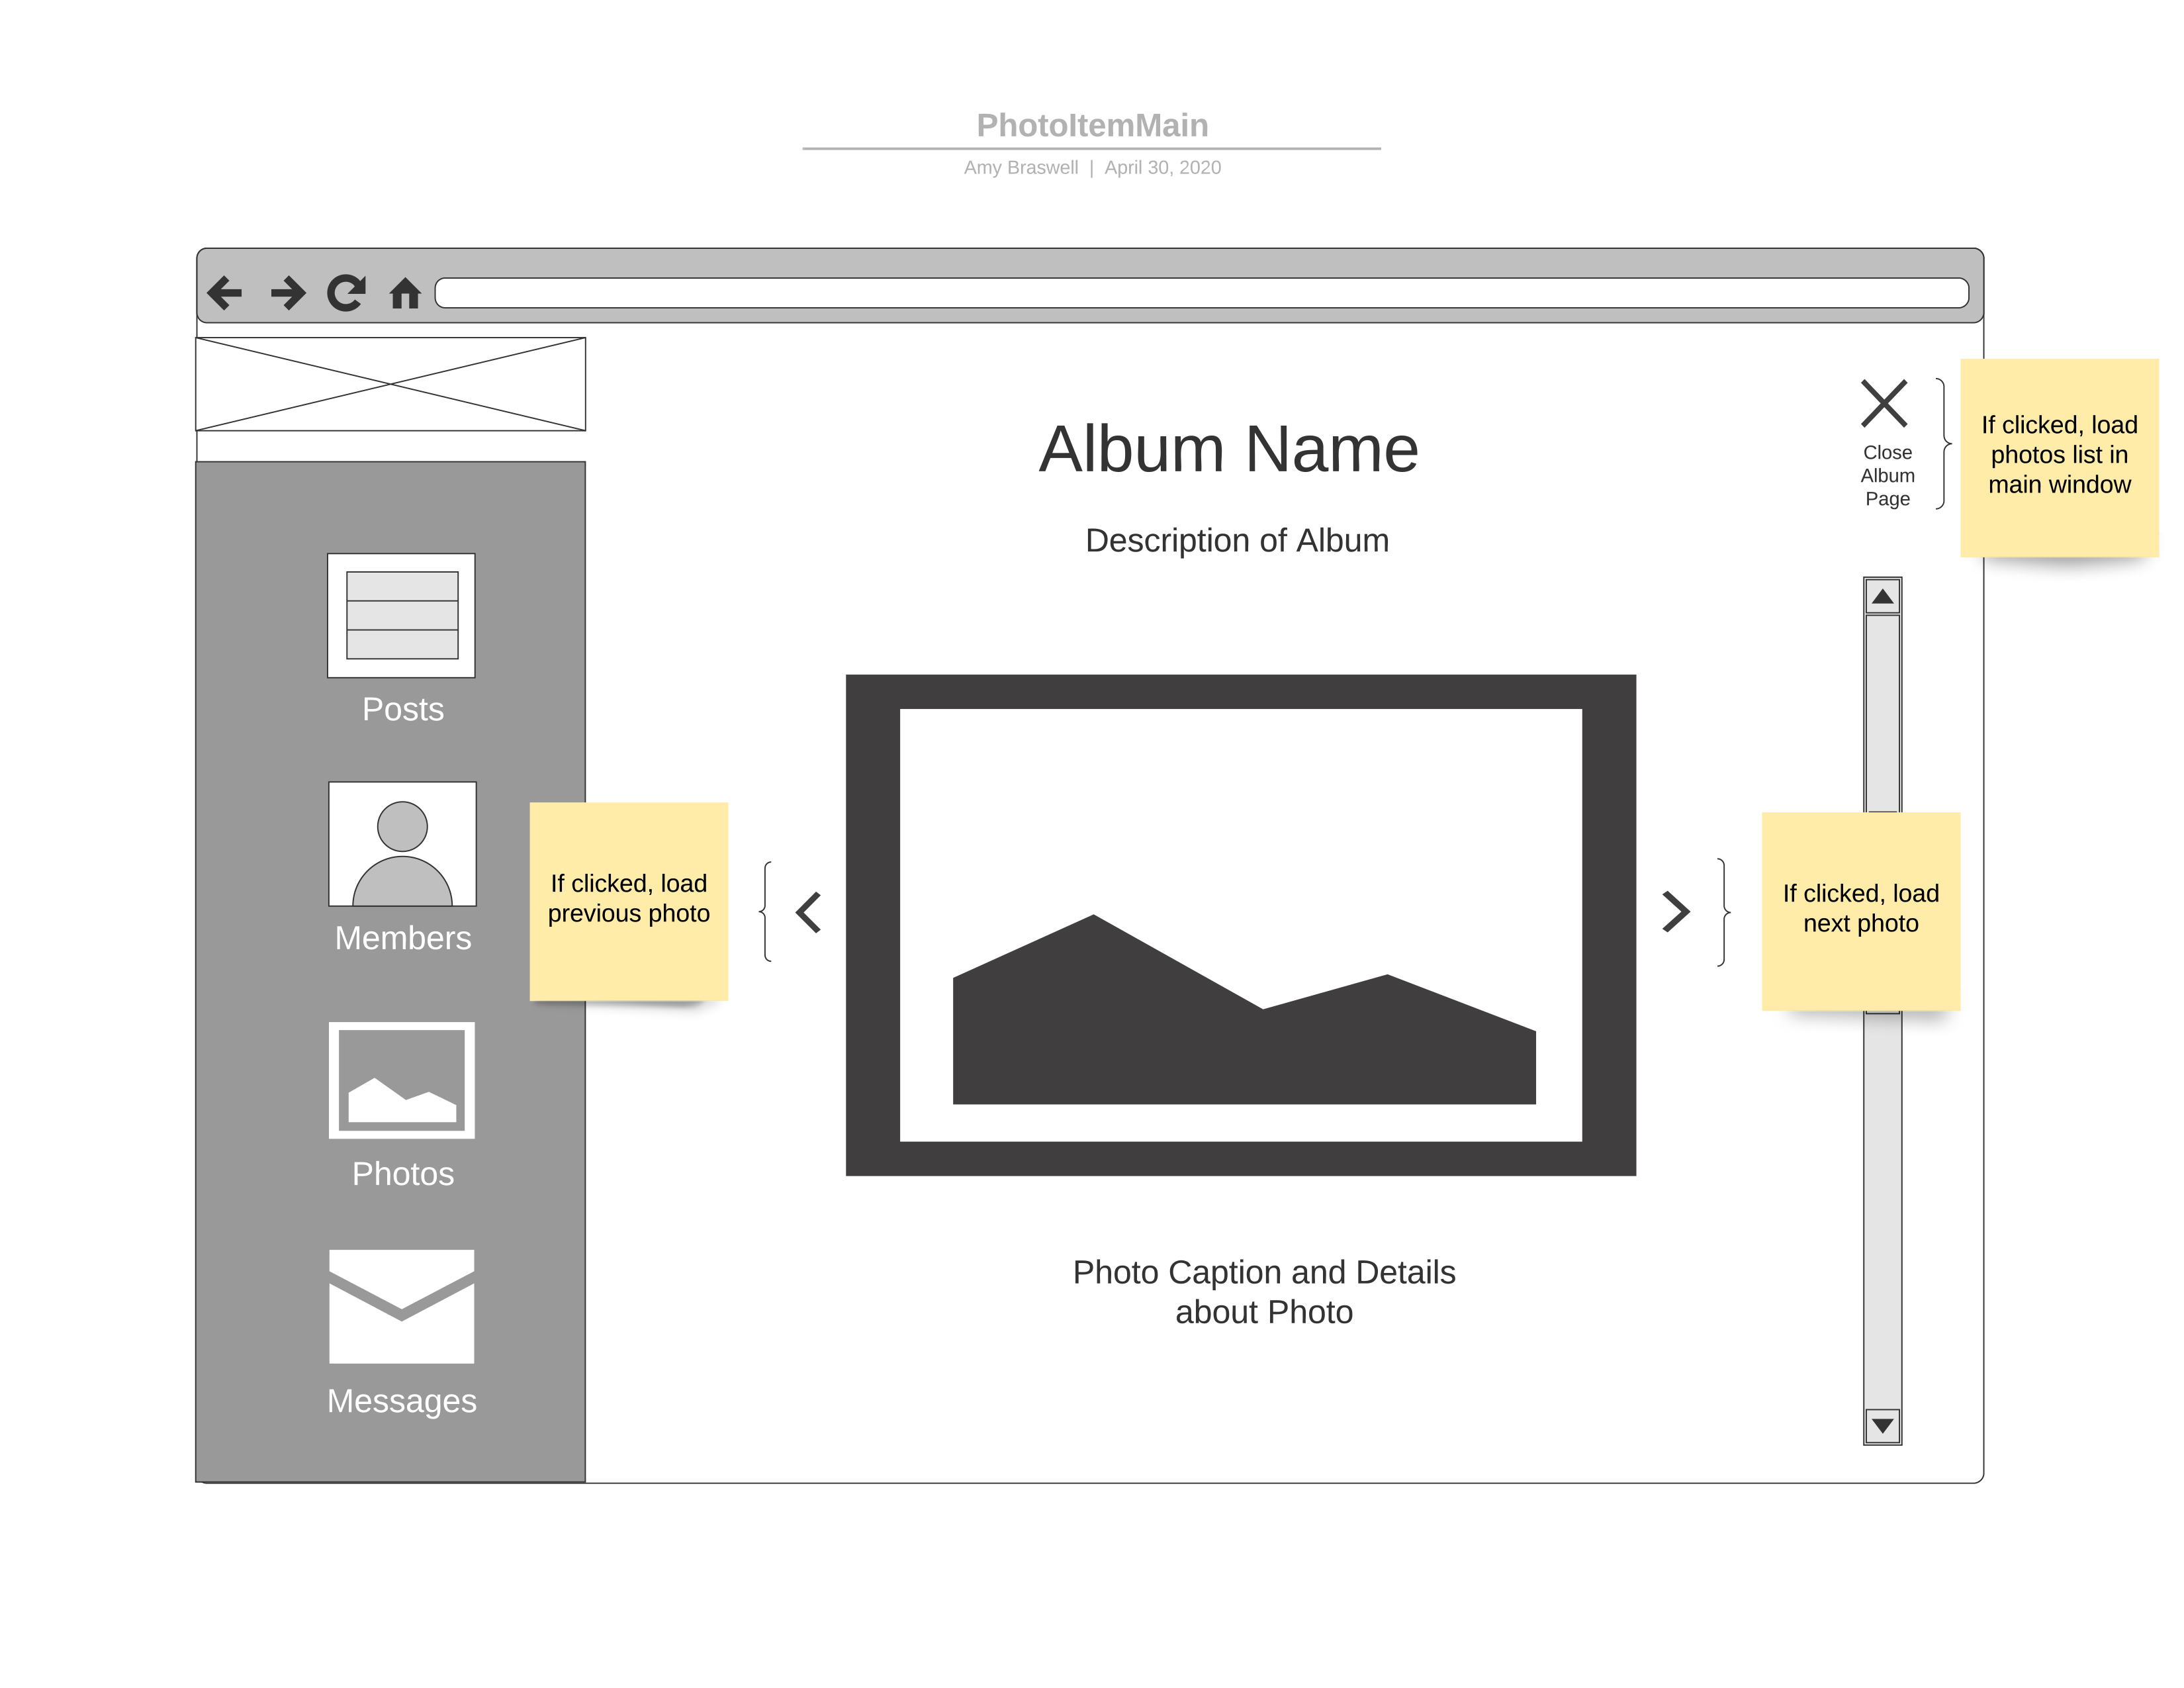 PhotoItemMain
Amy Braswell | April 30, 2020
Album Name
Description of Album
Close
Album
Page
If clicked, load
photos list in
main window
Posts
Members
Photos
Messages
If clicked, load
previous photo
If clicked, load
next photo
Photo Caption and Details
about Photo